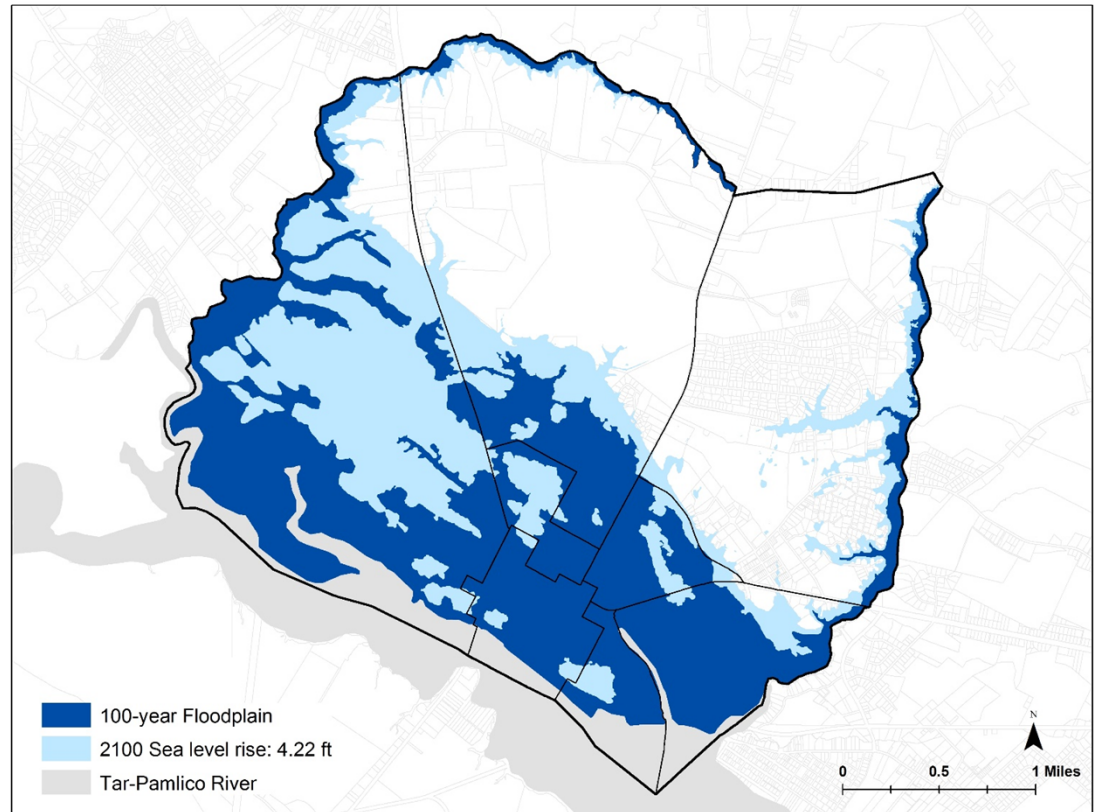 100-year Floodplain
2100 Sea level rise: 4.22 ft
Tar-Pamlico River
N
0 0.5 1 Miles